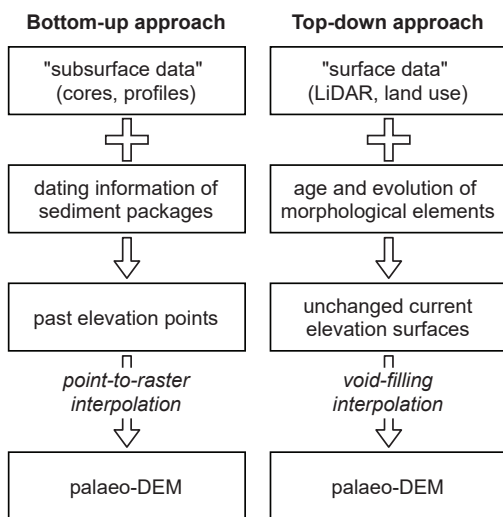 Bottom-up approach
"subsurface data"
(cores, profiles)
dating information of
sediment packages
past elevation points
point-to-raster
interpolation
palaeo-DEM
Top-down approach
"surface data"
(LiDAR, land use)
age and evolution of
morphological elements
unchanged current
elevation surfaces
void-filling
interpolation
palaeo-DEM